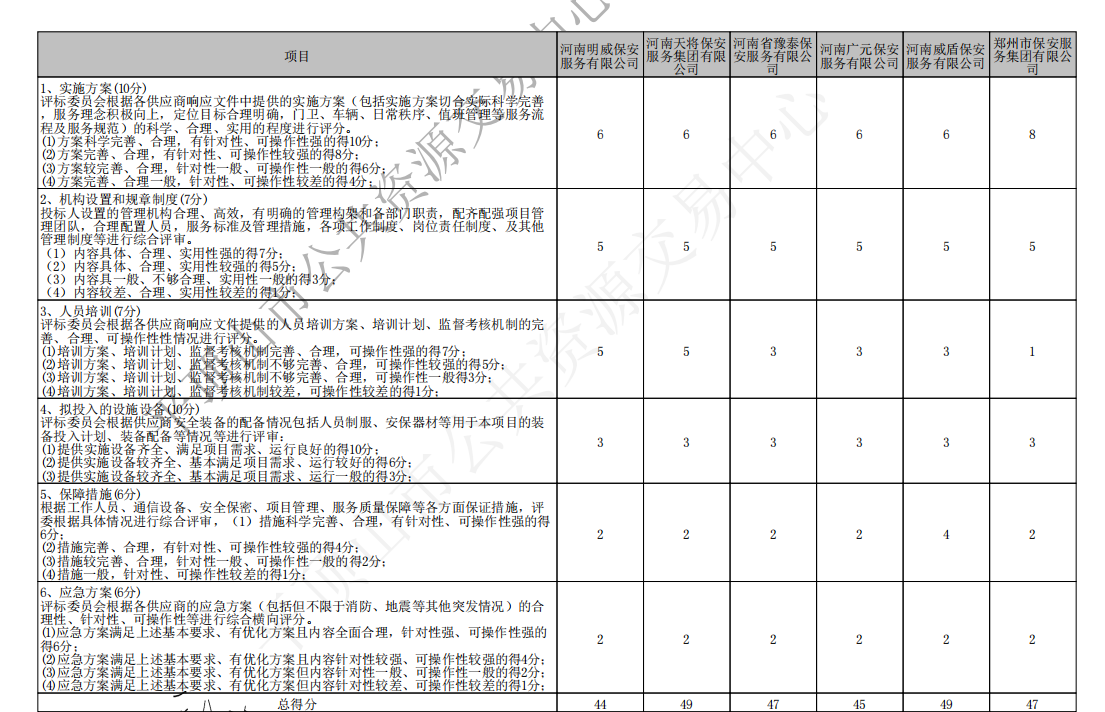 项目
河南明威保安服务有限公司
河南天将保安服务集团有限公司
河南省豫泰保安服务有限公司
河南广元保安服务有限公司
河南威盾保安服务有限公司
郑州市保安服务集团有限公司
1、实施方案(10分)
评标委员会根据各供应商响应文件中提供的实施方案（包括实施方案切合实际科学完善
，服务理念积极向上，定位目标合理明确，门卫、车辆、日常秩序、值班管理等服务流
程及服务规范）的科学、合理、实用的程度进行评分。
(1)方案科学完善、合理，有针对性、可操作性强的得10分；
(2)方案完善、合理，有针对性、可操作性较强的得8分；
(3)方案较完善、合理，针对性一般、可操作性一般的得6分；
(4)方案完善、合理一般，针对性、可操作性较差的得4分；
6 6 6 6 6 8
2、机构设置和规章制度(7分)
投标人设置的管理机构合理、高效，有明确的管理构架和各部门职责，配齐配强项目管
理团队，合理配置人员，服务标准及管理措施，各项工作制度、岗位责任制度、及其他
管理制度等进行综合评审。
（1）内容具体、合理、实用性强的得7分；
（2）内容具体、合理、实用性较强的得5分；
（3）内容具一般、不够合理、实用性一般的得3分；
（4）内容较差、合理、实用性较差的得1分；
5 5 5 5 5 5
3、人员培训(7分)
评标委员会根据各供应商响应文件提供的人员培训方案、培训计划、监督考核机制的完
善、合理、可操作性性情况进行评分。
(1)培训方案、培训计划、监督考核机制完善、合理，可操作性强的得7分；
(2)培训方案、培训计划、监督考核机制不够完善、合理，可操作性较强的得5分；
(3)培训方案、培训计划、监督考核机制不够完善、合理，可操作性一般得3分；
(4)培训方案、培训计划、监督考核机制较差，可操作性较差的得1分；
5 5 3 3 3 1
4、拟投入的设施设备(10分)
评标委员会根据供应商安全装备的配备情况包括人员制服、安保器材等用于本项目的装
备投入计划、装备配备等情况等进行评审：
(1)提供实施设备齐全、满足项目需求、运行良好的得10分；
(2)提供实施设备较齐全、基本满足项目需求、运行较好的得6分；
(3)提供实施设备较齐全、基本满足项目需求、运行一般的得3分；
3 3 3 3 3 3
5、保障措施(6分)
根据工作人员、通信设备、安全保密、项目管理、服务质量保障等各方面保证措施，评
委根据具体情况进行综合评审，（1）措施科学完善、合理，有针对性、可操作性强的得
6分；
(2)措施完善、合理，有针对性、可操作性较强的得4分；
(3)措施较完善、合理，针对性一般、可操作性一般的得2分；
(4)措施一般，针对性、可操作性较差的得1分；
2 2 2 2 4 2
6、应急方案(6分)
评标委员会根据各供应商的应急方案（包括但不限于消防、地震等其他突发情况）的合
理性、针对性、可操作性等进行综合横向评分。
(1)应急方案满足上述基本要求、有优化方案且内容全面合理，针对性强、可操作性强的
得6分；
(2)应急方案满足上述基本要求、有优化方案且内容针对性较强、可操作性较强的得4分；
(3)应急方案满足上述基本要求、有优化方案但内容针对性一般、可操作性一般的得2分；
(4)应急方案满足上述基本要求、有优化方案但内容针对性较差、可操作性较差的得1分；
2 2 2 2 2 2
总得分 44 49 47 45 49 47
平顶山市公共资源交易中心
平顶山市公共资源交易中心